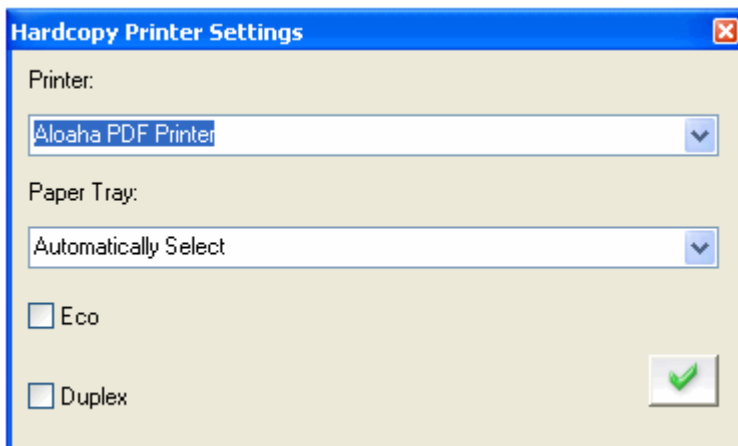 Hardcopy Printer Settings
Printer:
Aloaha PDF Printer
Paper Tray:
Automatically Select
Eco
Duplex